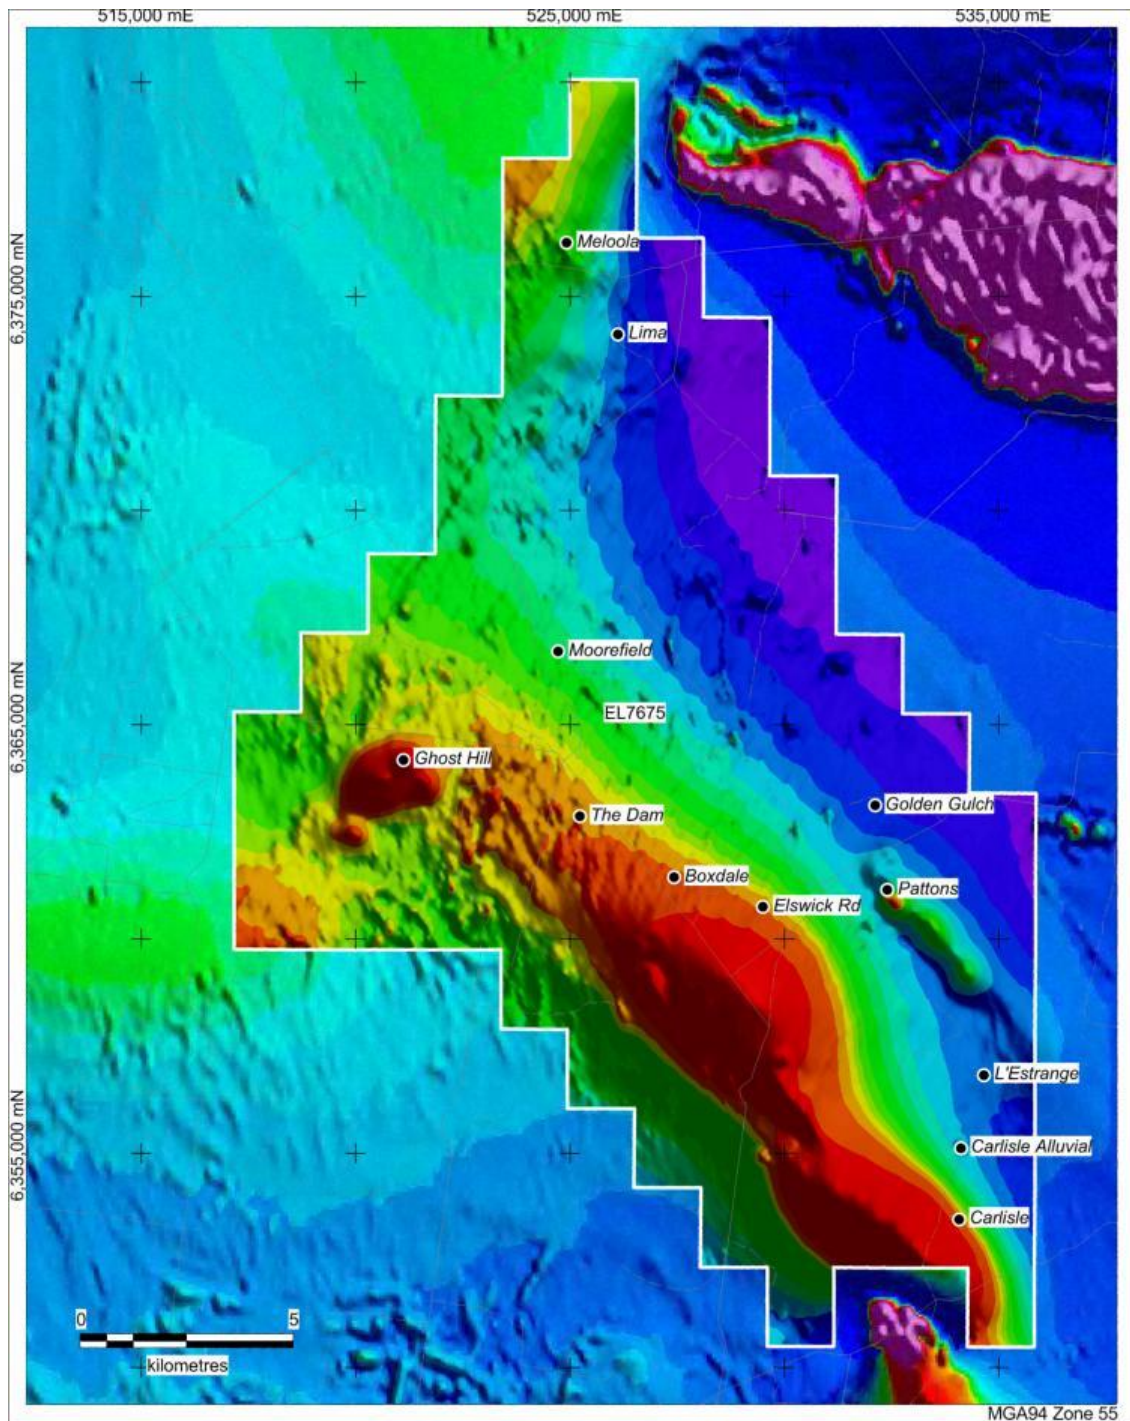 515,000 mE
525,000 mE
535,000 mE
6,375,000 mN
Meloola
Lima
Moorefield
EL7675
6,365,000 mN
Ghost Hill
The Dam
Golden Gulch
Boxdale
Pattons
Elswick Rd
L'Estrange
6,355,000 mN
Carlisle Alluvial
Carlisle
0
5
kilometres
MGA94 Zone 55